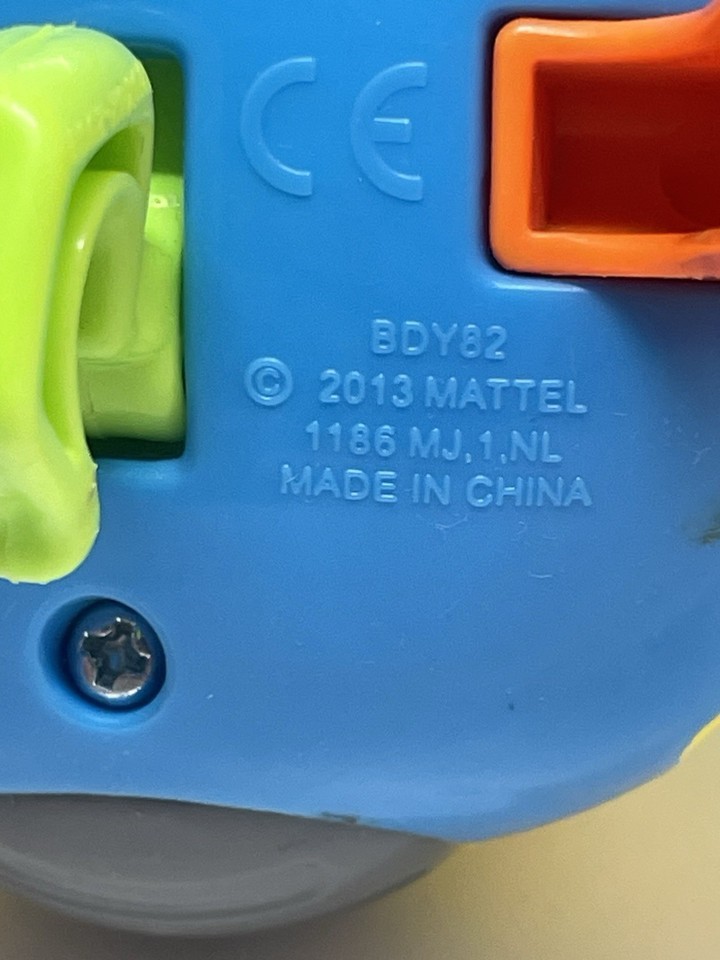 CE
BDY82
© 2013 MATTEL
1186 MJ,1,NL
MADE IN CHINA